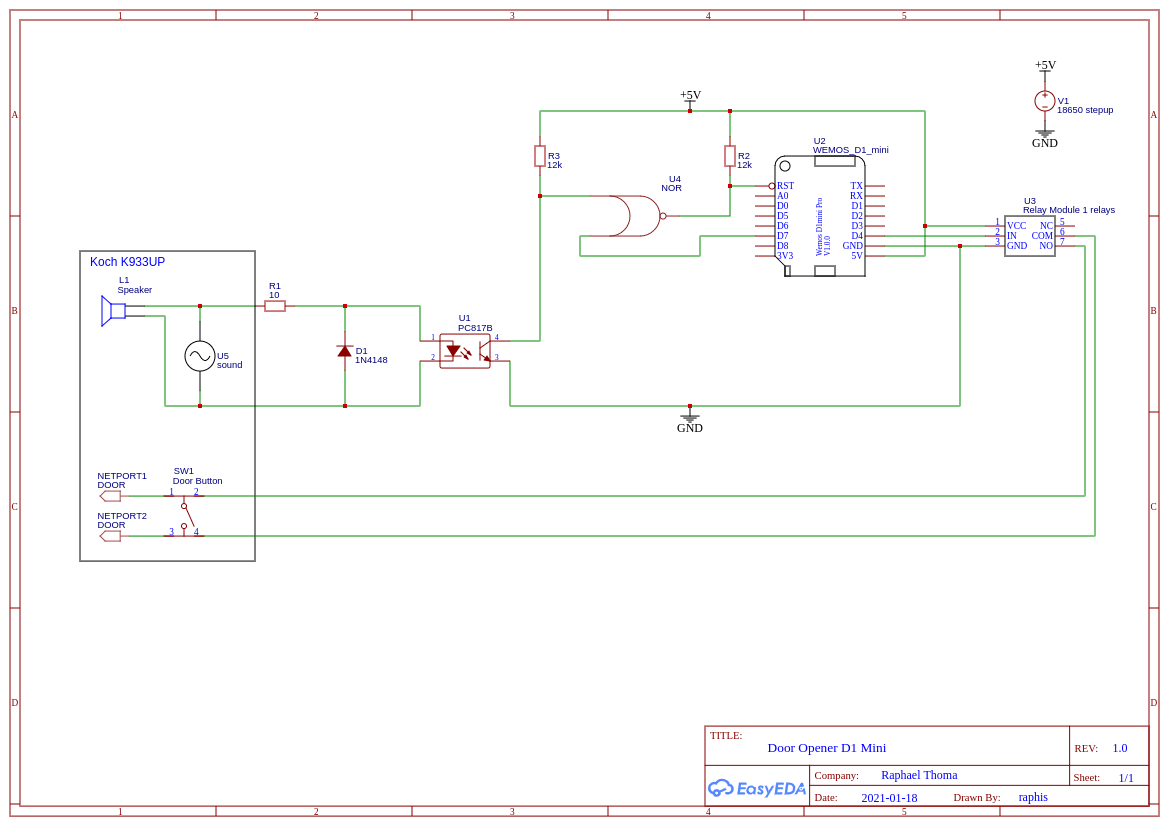 1 2 3 4 5
A A
B B
C C
D D
+5V
V1
18650 stepup
GND
+5V
R3
12k
R2
12k
U4
NOR
U2
WEMOS_D1_mini
RST
A0
D0
D5
D6
D7
D8
3V3
Wemos D1mini Pro
V1.0.0
TX
RX
D1
D2
D3
D4
GND
5V
U3
Relay Module 1 relays
1 VCC NC 5
2 IN COM 6
3 GND NO 7
Koch K933UP
L1
Speaker
R1
10
U5
sound
D1
1N4148
U1
PC817B
1 4
2 3
GND
NETPORT1
DOOR
NETPORT2
DOOR
SW1
Door Button
1 2
3 4
TITLE:
Door Opener D1 Mini
REV: 1.0
EasyEDA
Company: Raphael Thoma
Sheet: 1/1
Date: 2021-01-18 Drawn By: raphis
1 2 3 4 5